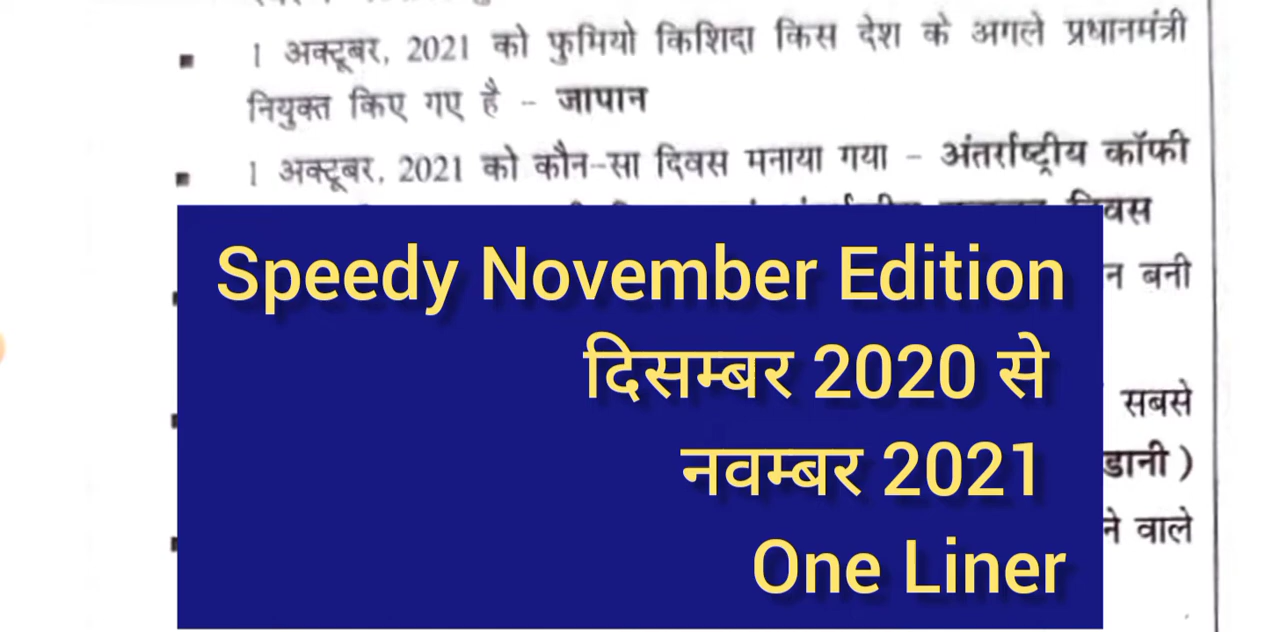 1 अक्टूबर, 2021 को फुमियो किशिदा किस देश के अगले प्रधानमंत्री
नियुक्त किए गए है – जापान
1 अक्टूबर, 2021 को कौन-सा दिवस मनाया गया – अंतर्राष्ट्रीय कॉफी
दिवस
Speedy November Edition
न बनी
दिसम्बर 2020 से
सबसे
नवम्बर 2021
डानी )
ने वाले
One Liner